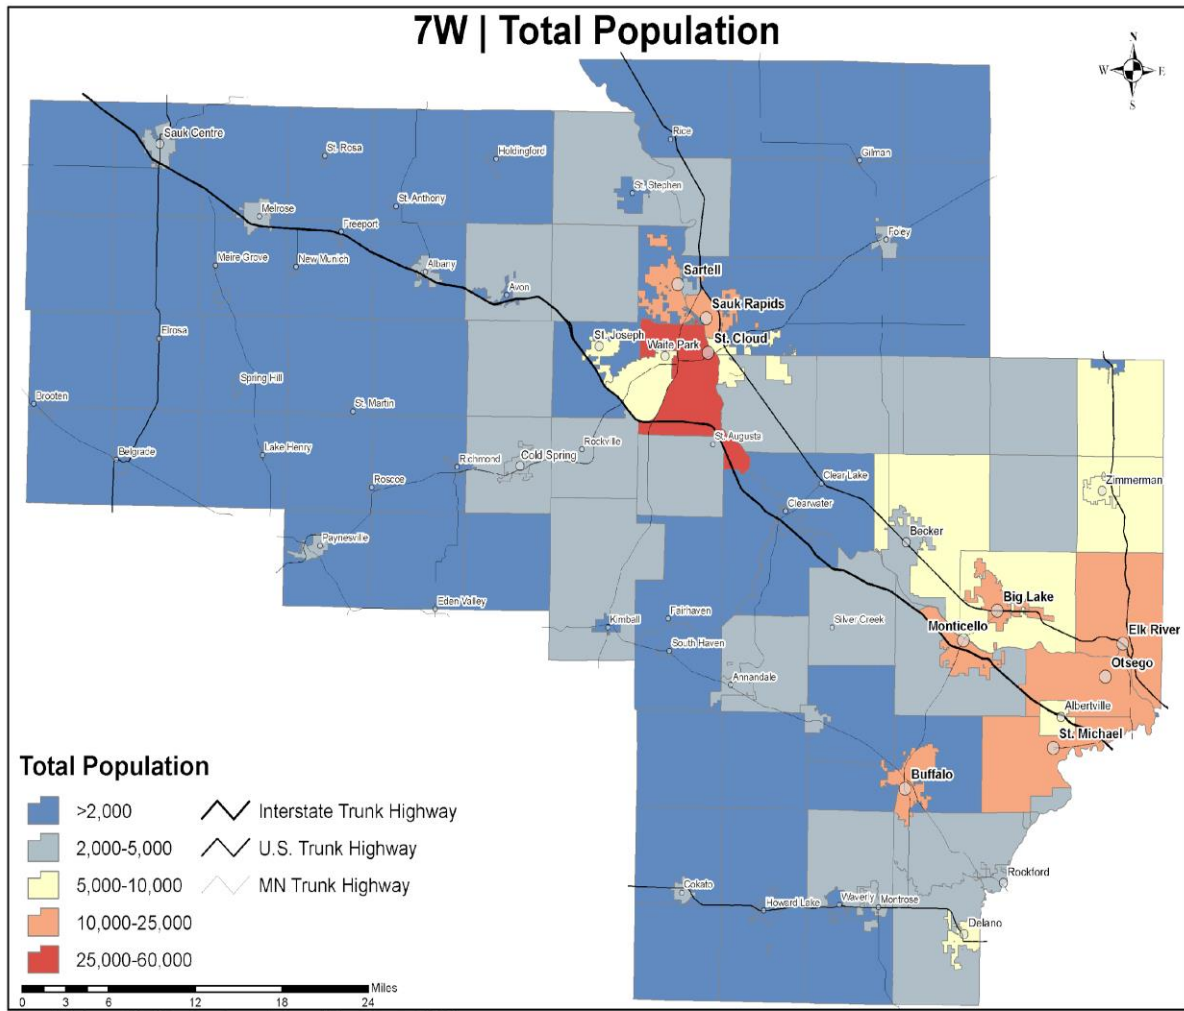 7W | Total Population
N
W
E
S
Rice
Sauk Centre
St. Rosa
Holdingford
Gilman
St. Stephen
St. Anthony
Melrose
Freeport
Foley
Meire Grove
New Munich
Albany
Avon
Sartell
Sauk Rapids
Elrosa
St. Joseph
Waite Park
St. Cloud
Spring Hill
Drooten
St. Martin
St. Augusta
Rockville
Belgrade
Lake Henry
Richmond
Cold Spring
Roscoe
Clear Lake
Zimmerman
Clearwater
Becker
Paynesville
Eden Valley
Fairhaven
Big Lake
Kimball
Silver Creek
Monticello
Elk River
South Haven
Otsego
Annandale
Albertville
St. Michael
Buffalo
Rockford
Cokato
Howard Lake
Waverly
Montrose
Delano
Total Population
>2,000
Interstate Trunk Highway
2,000-5,000
U.S. Trunk Highway
5,000-10,000
MN Trunk Highway
10,000-25,000
25,000-60,000
Miles
0 3 6 12 18 24